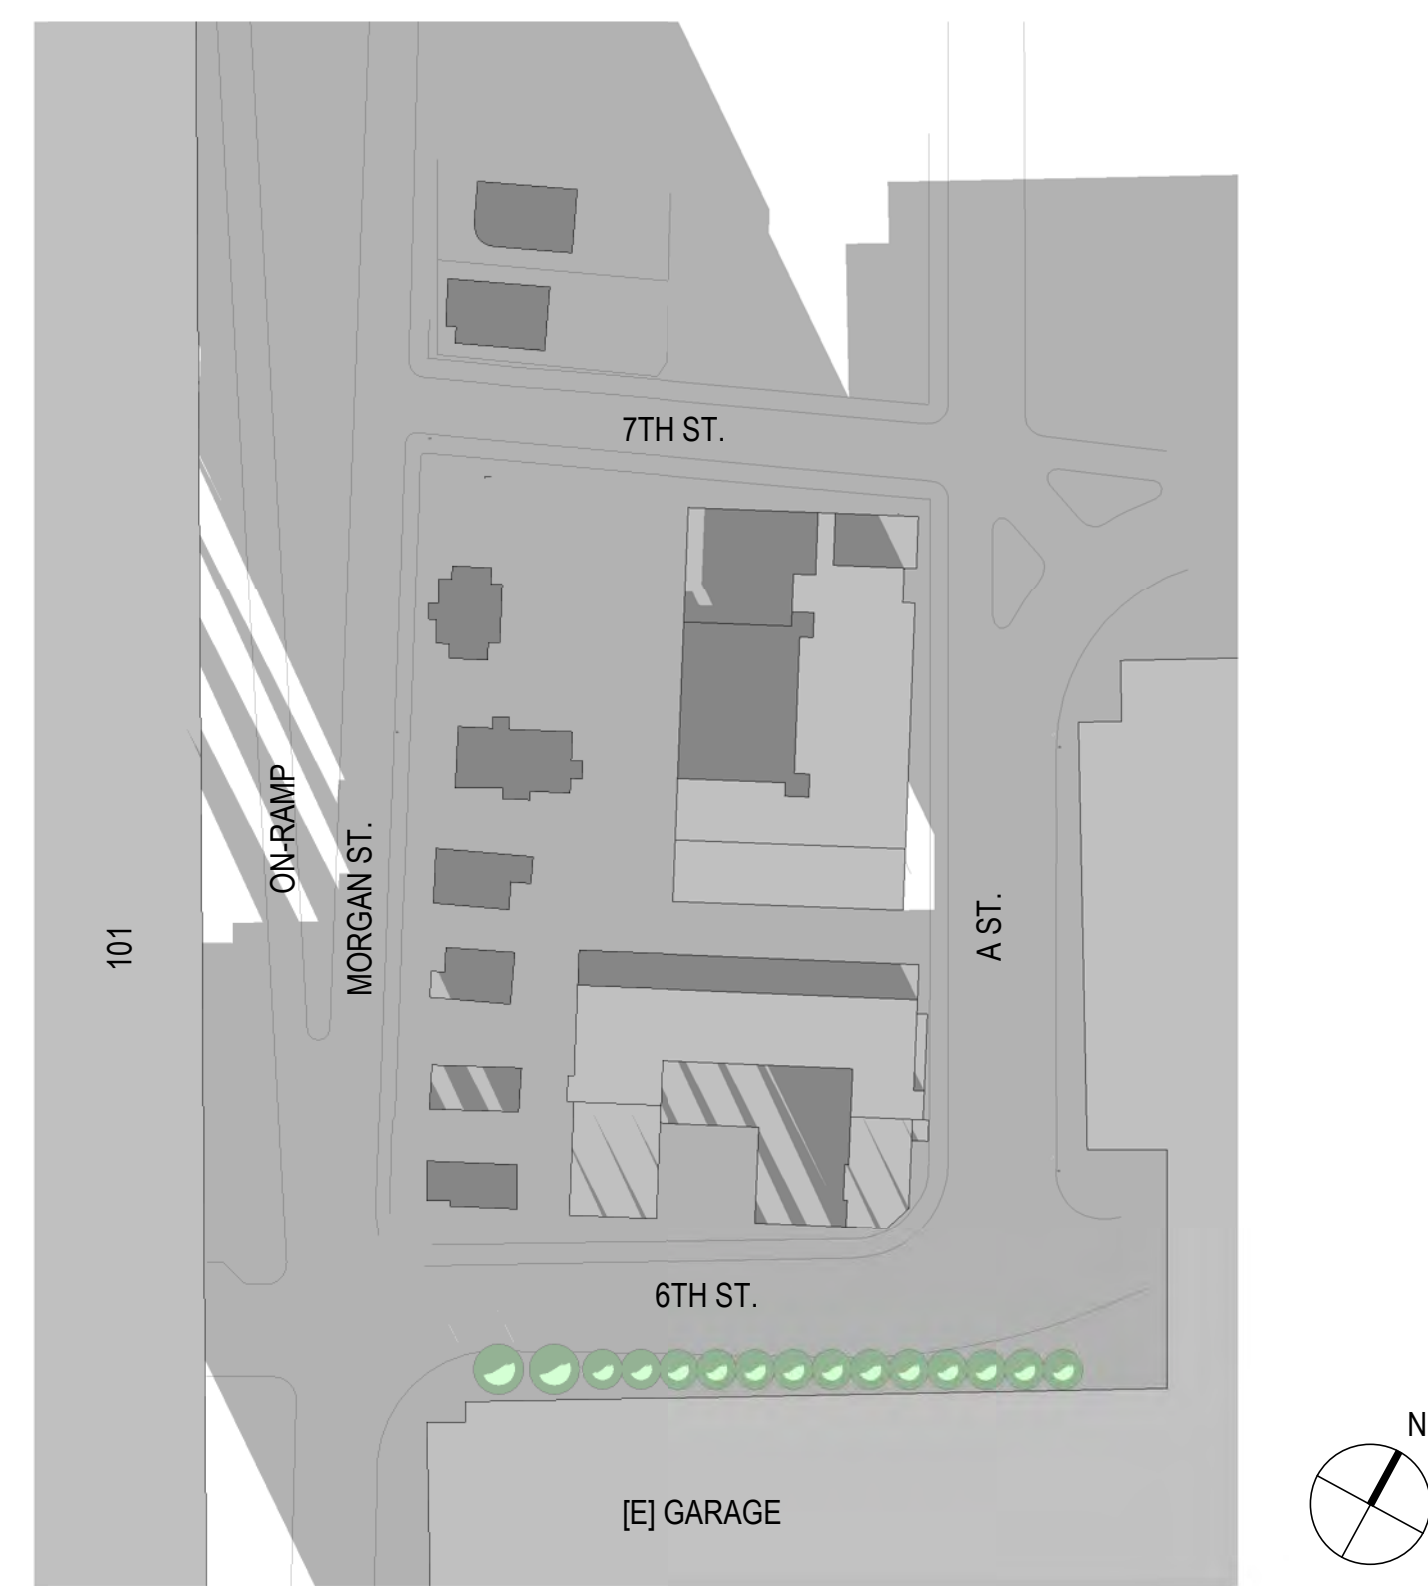 7TH ST.
ON-RAMP
MORGAN ST.
101
A ST.
6TH ST.
N
[E] GARAGE